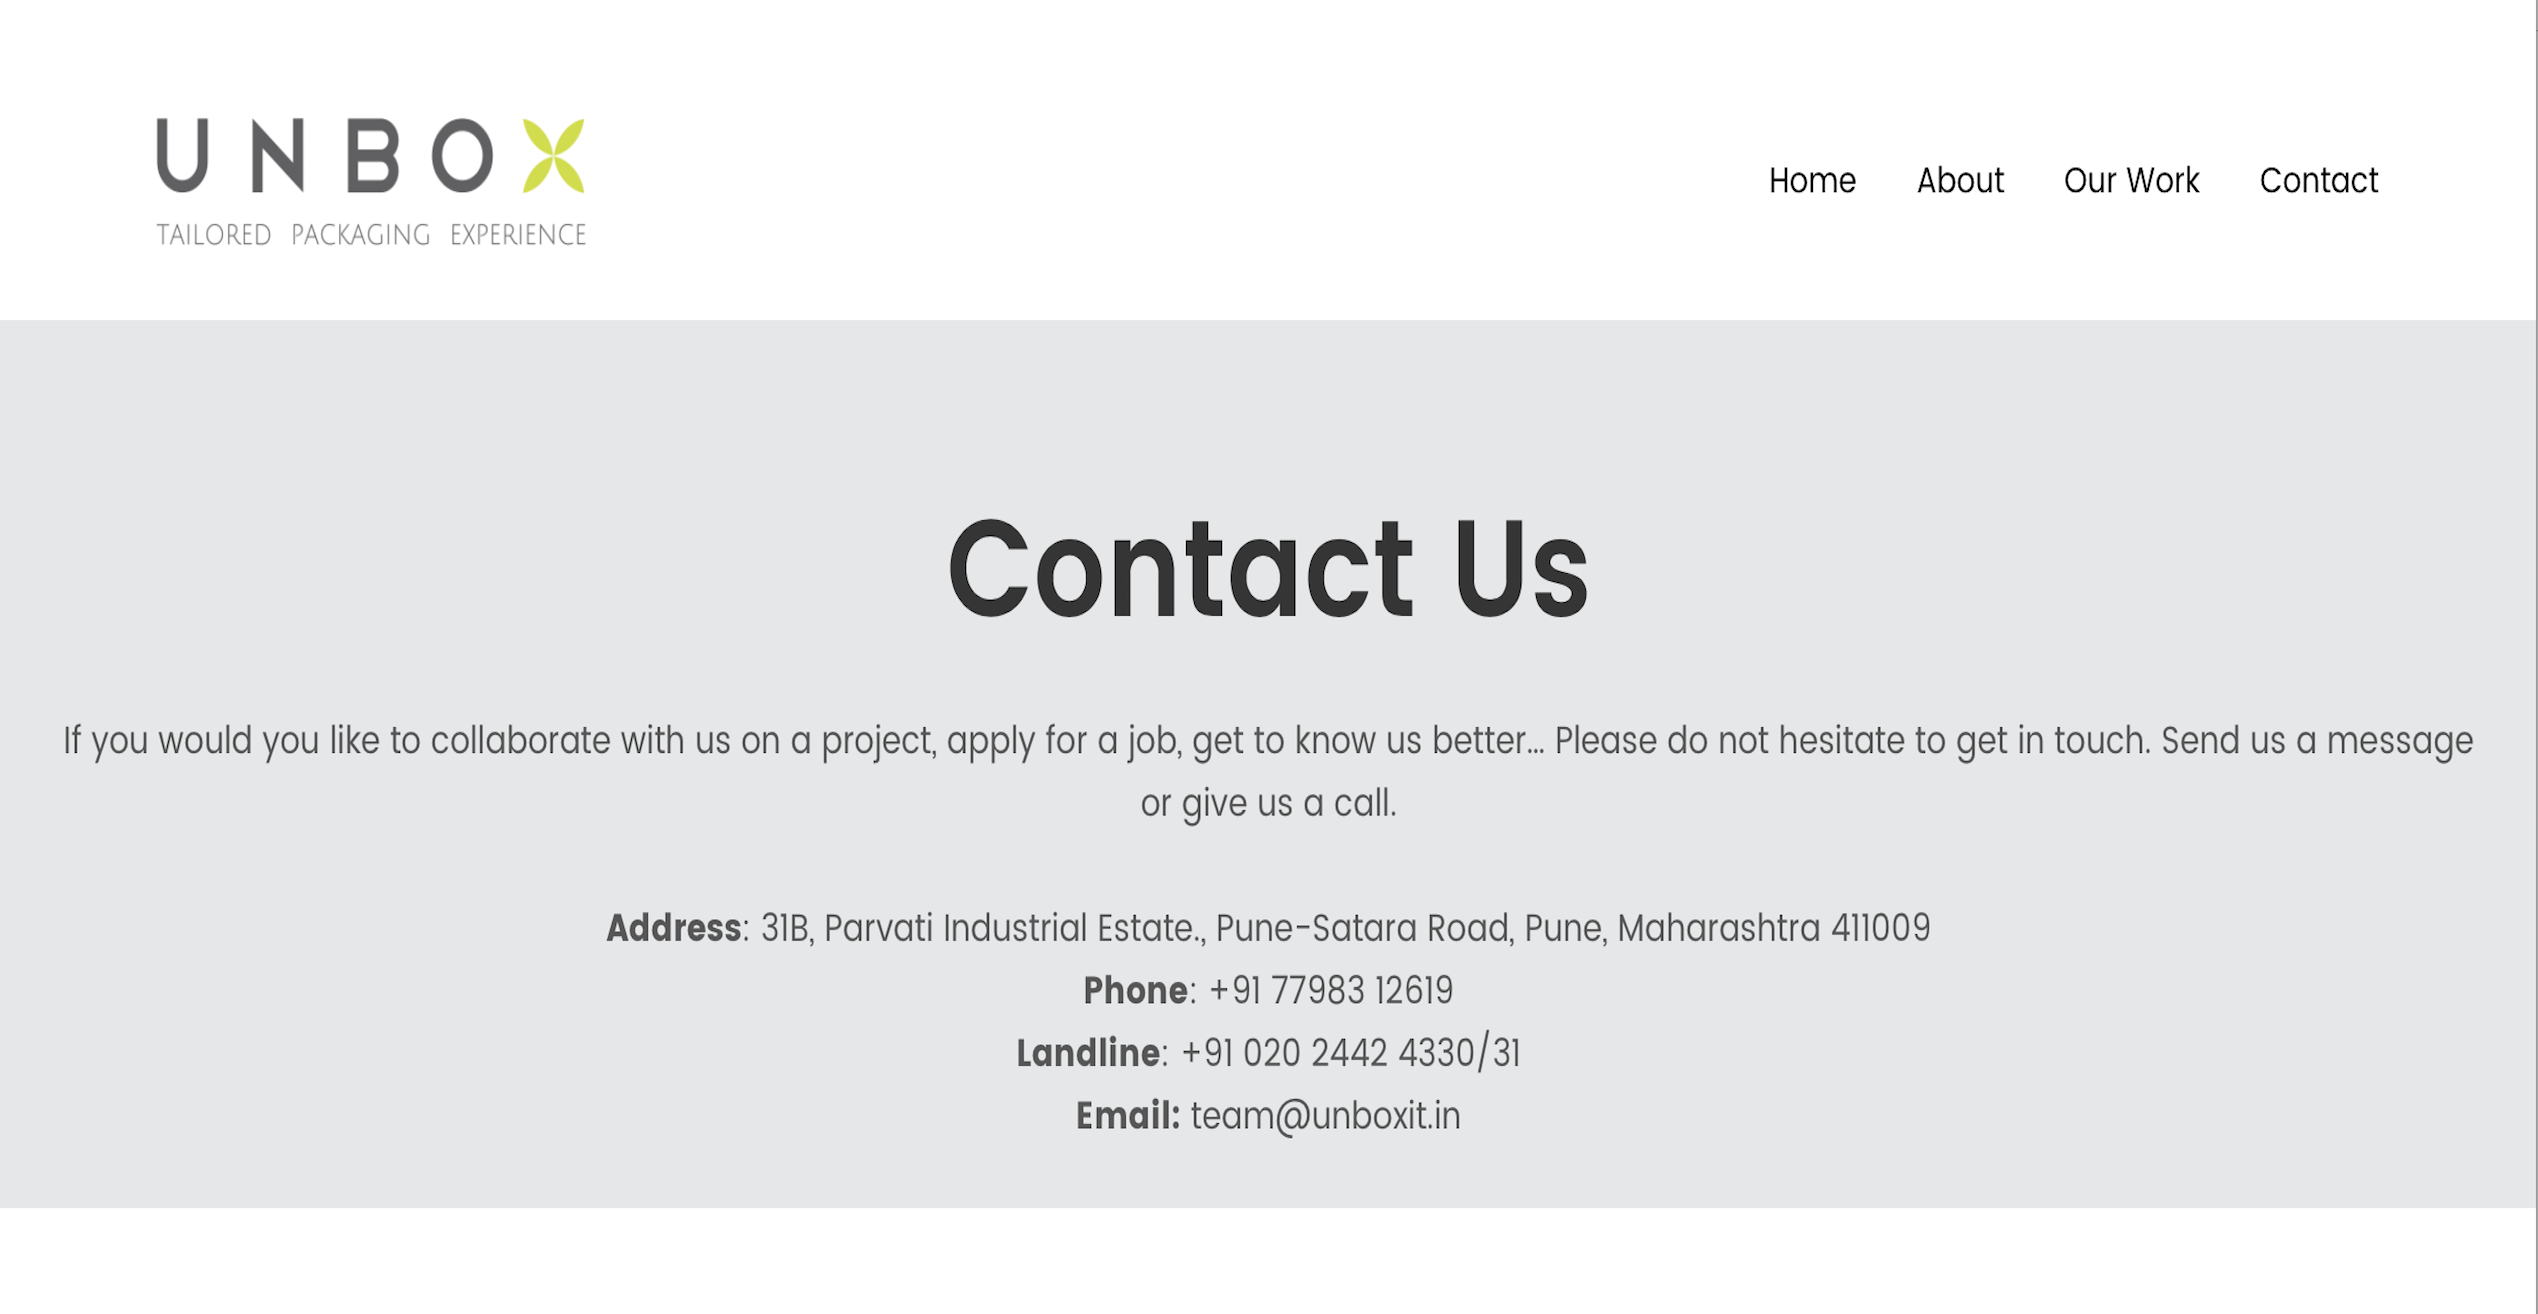 UNBOX
TAILORED PACKAGING EXPERIENCE
Home About Our Work Contact
Contact Us
If you would you like to collaborate with us on a project, apply for a job, get to know us better... Please do not hesitate to get in touch. Send us a message
or give us a call.
Address: 31B, Parvati Industrial Estate., Pune-Satara Road, Pune, Maharashtra 411009
Phone: +91 77983 12619
Landline: +91 020 2442 4330/31
Email: team@unboxit.in